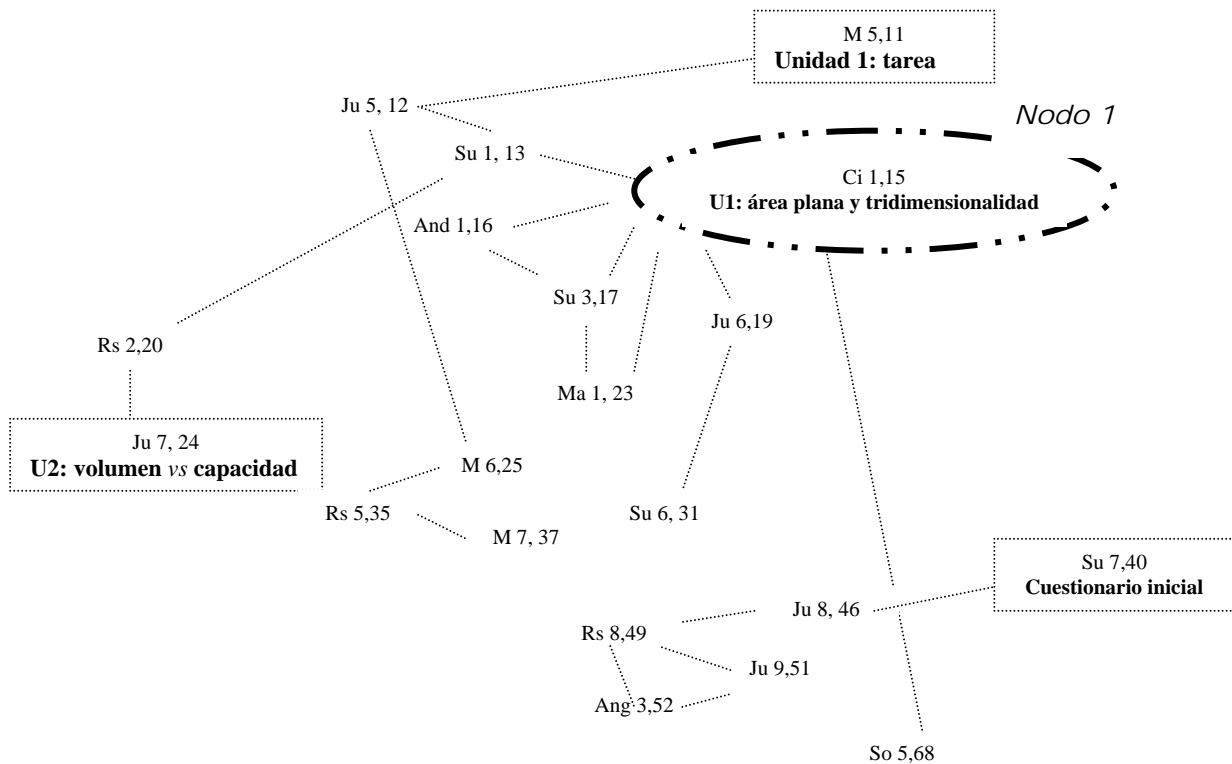 M 5,11
Unidad 1: tarea
Ju 5, 12
Nodo 1
Su 1, 13
Ci 1,15
U1: área plana y tridimensionalidad
And 1,16
Su 3,17
Ju 6,19
Rs 2,20
Ma 1, 23
Ju 7, 24
U2: volumen vs capacidad
M 6,25
Rs 5,35
Su 6, 31
M 7, 37
Su 7,40
Cuestionario inicial
Ju 8, 46
Rs 8,49
Ju 9,51
Ang 3,52
So 5,68